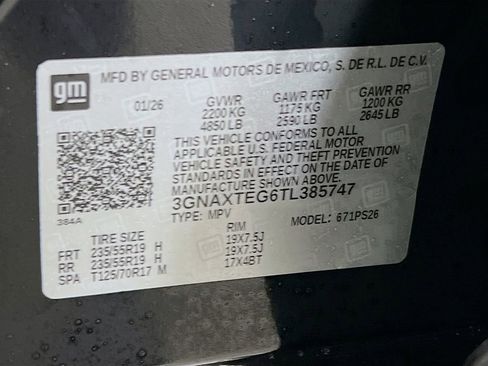 gm
MFD BY GENERAL MOTORS DE MEXICO, S. DE R.L. DE C.V.
01/26 GVWR GAWR FRT GAWR RR
2200 KG 1175 KG 1200 KG
4850 LB 2590 LB 2645 LB
THIS VEHICLE CONFORMS TO ALL
APPLICABLE U.S. FEDERAL MOTOR
VEHICLE SAFETY AND THEFT PREVENTION
STANDARDS IN EFFECT ON THE DATE OF
MANUFACTURE SHOWN ABOVE.
384A
3GNAXTEG6TL385747
TYPE: MPV MODEL: 671PS26
TIRE SIZE RIM
FRT 235/55R19 H 19X7.5J
RR 235/55R19 H 19X7.5J
SPA T125/70R17 M 17X4BT